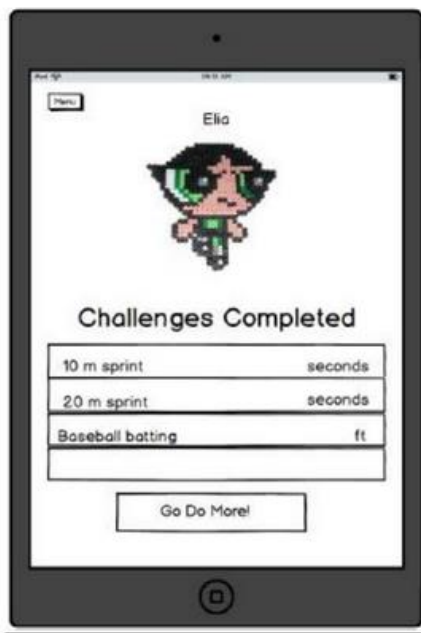 Menu
Elia
Challenges Completed
10 m sprint seconds
20 m sprint seconds
Baseball batting ft
Go Do More!